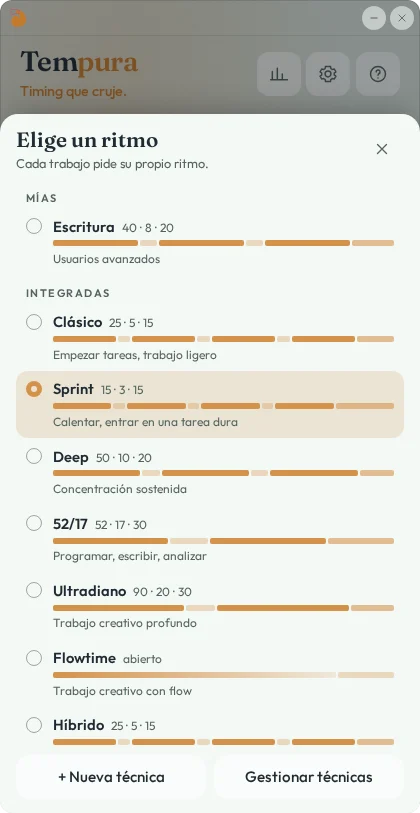 Tempura
Timing que cruje.
Elige un ritmo
Cada trabajo pide su propio ritmo.
MÍAS
Escritura 40 · 8 · 20
Usuarios avanzados
INTEGRADAS
Clásico 25 · 5 · 15
Empezar tareas, trabajo ligero
Sprint 15 · 3 · 15
Calentar, entrar en una tarea dura
Deep 50 · 10 · 20
Concentración sostenida
52/17 52 · 17 · 30
Programar, escribir, analizar
Ultradiano 90 · 20 · 30
Trabajo creativo profundo
Flowtime abierto
Trabajo creativo con flow
Híbrido 25 · 5 · 15
+ Nueva técnica Gestionar técnicas